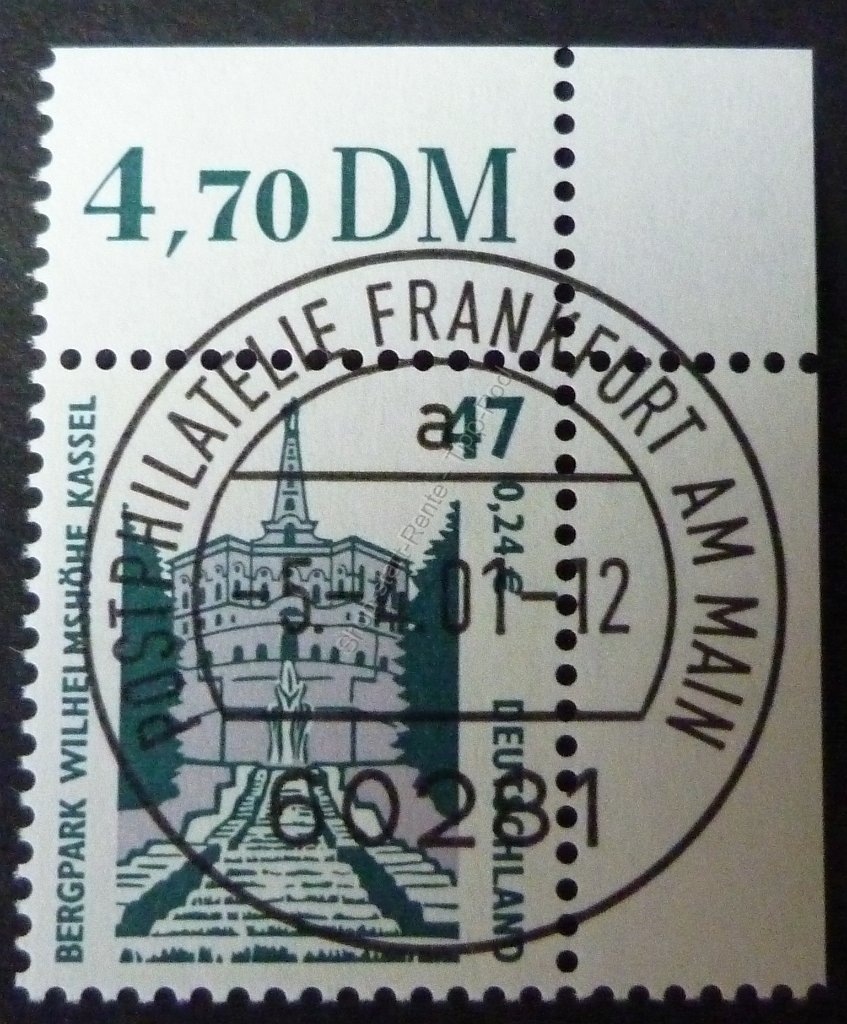 4,70 DM
POSTPHILATELIE FRANKFURT AM MAIN
a
47
0,24 €
BERGPARK WILHELMSHÖHE KASSEL
-5.-4.01-12
DEUTSCHLAND
60281